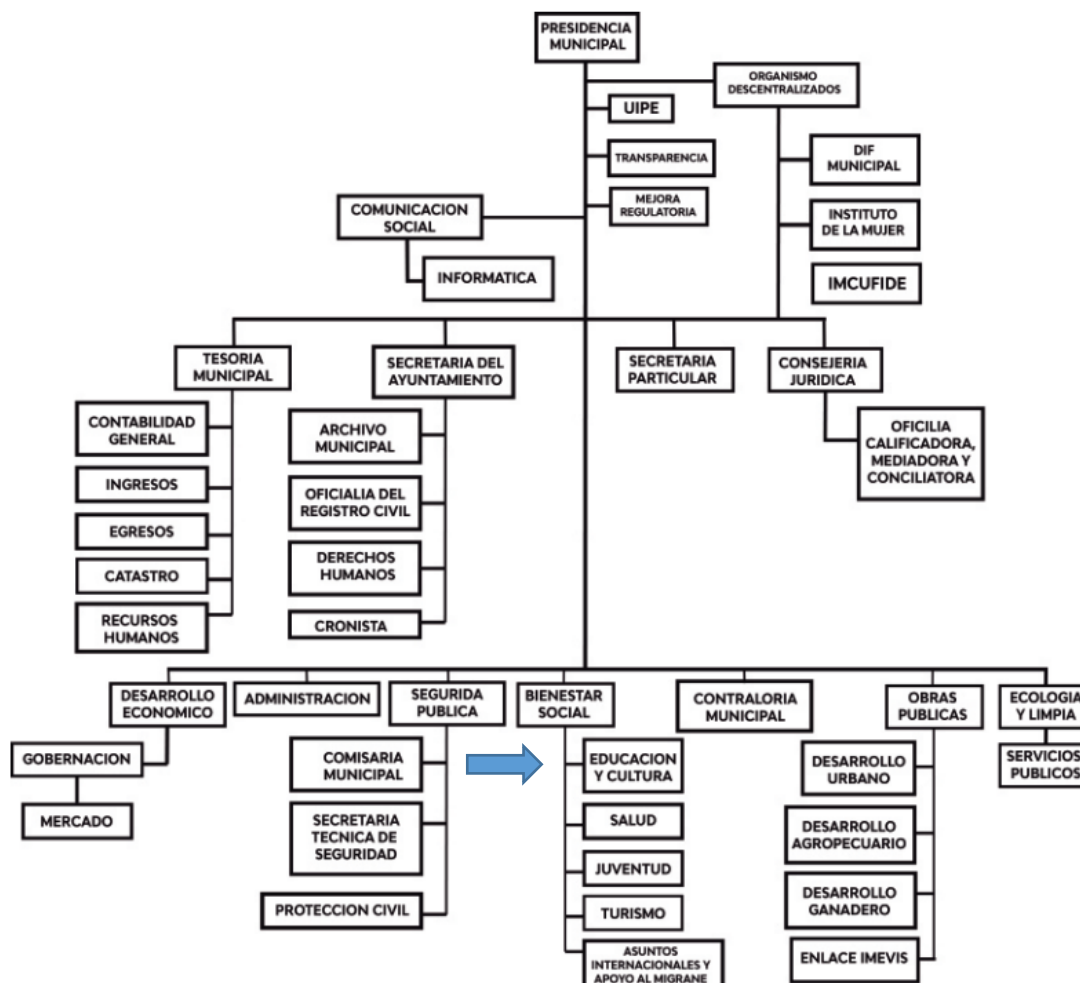 PRESIDENCIA
MUNICIPAL
ORGANISMO
DESCENTRALIZADOS
UIPE
TRANSPARENCIA
MEJORA
REGULATORIA
DIF
MUNICIPAL
INSTITUTO
DE LA MUJER
IMCUFIDE
COMUNICACION
SOCIAL
INFORMATICA
TESORIA
MUNICIPAL
CONTABILIDAD
GENERAL
INGRESOS
EGRESOS
CATASTRO
RECURSOS
HUMANOS
SECRETARIA DEL
AYUNTAMIENTO
ARCHIVO
MUNICIPAL
OFICIALIA DEL
REGISTRO CIVIL
DERECHOS
HUMANOS
CRONISTA
SECRETARIA
PARTICULAR
CONSEJERIA
JURIDICA
OFICILIA
CALIFICADORA,
MEDIADORA Y
CONCILIATORA
DESARROLLO
ECONOMICO
GOBERNACION
MERCADO
ADMINISTRACION
SEGURIDA
PUBLICA
COMISARIA
MUNICIPAL
SECRETARIA
TECNICA DE
SEGURIDAD
PROTECCION CIVIL
BIENESTAR
SOCIAL
EDUCACION
Y CULTURA
SALUD
JUVENTUD
TURISMO
ASUNTOS
INTERNACIONALES Y
APOYO AL MIGRANE
CONTRALORIA
MUNICIPAL
OBRAS
PUBLICAS
DESARROLLO
URBANO
DESARROLLO
AGROPECUARIO
DESARROLLO
GANADERO
ENLACE IMEVIS
ECOLOGIA
Y LIMPIA
SERVICIOS
PUBLICOS